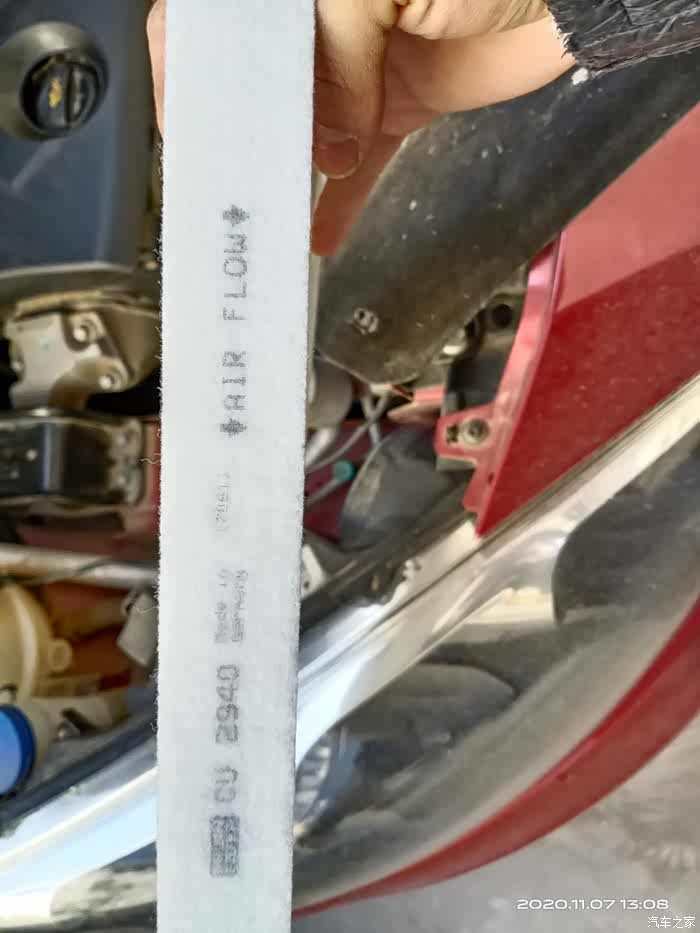 AIR FLOW
Made in
Germany
CU 2940
2020.11.07 13:08
汽车之家